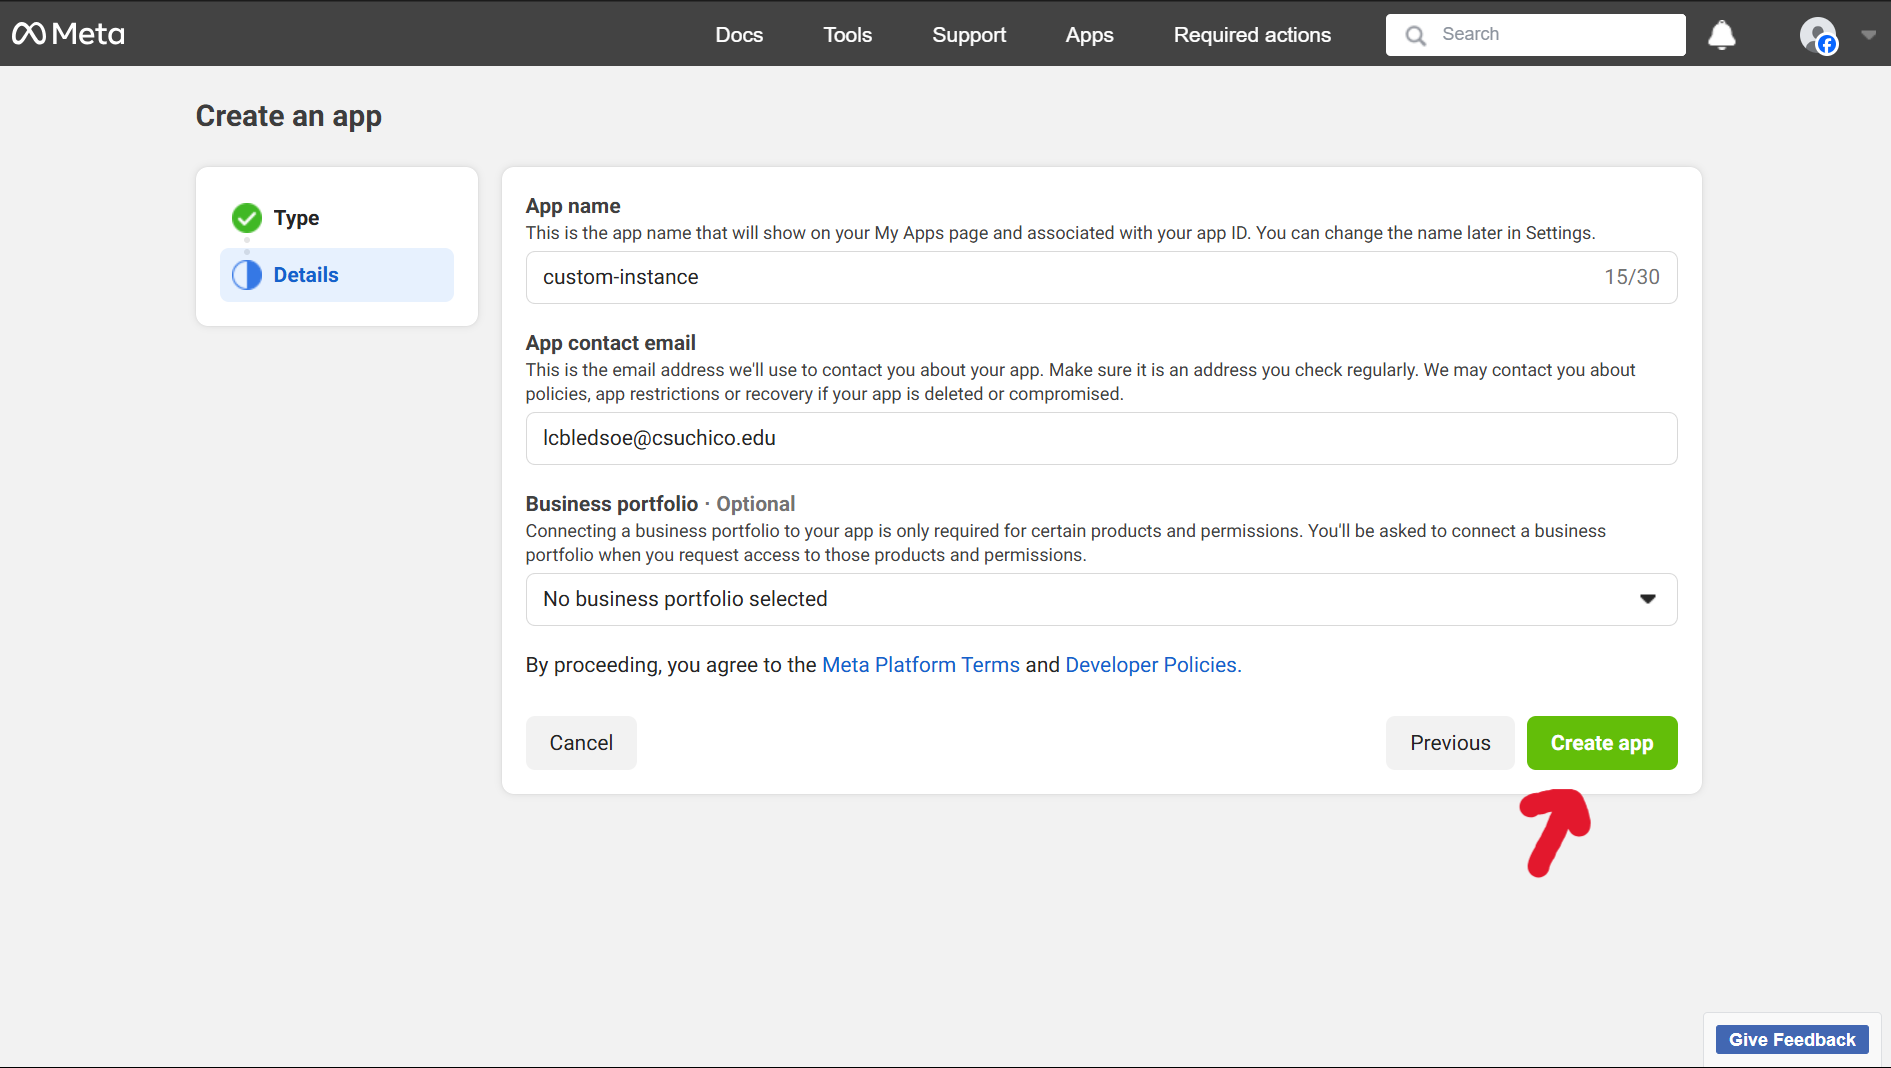 Meta
Docs
Tools
Support
Apps
Required actions
Search
Create an app
Type
Details
App name
This is the app name that will show on your My Apps page and associated with your app ID. You can change the name later in Settings.
custom-instance
15/30
App contact email
This is the email address we'll use to contact you about your app. Make sure it is an address you check regularly. We may contact you about
policies, app restrictions or recovery if your app is deleted or compromised.
lcbledsoe@csuchico.edu
Business portfolio · Optional
Connecting a business portfolio to your app is only required for certain products and permissions. You'll be asked to connect a business
portfolio when you request access to those products and permissions.
No business portfolio selected
By proceeding, you agree to the Meta Platform Terms and Developer Policies.
Cancel
Previous
Create app
Give Feedback